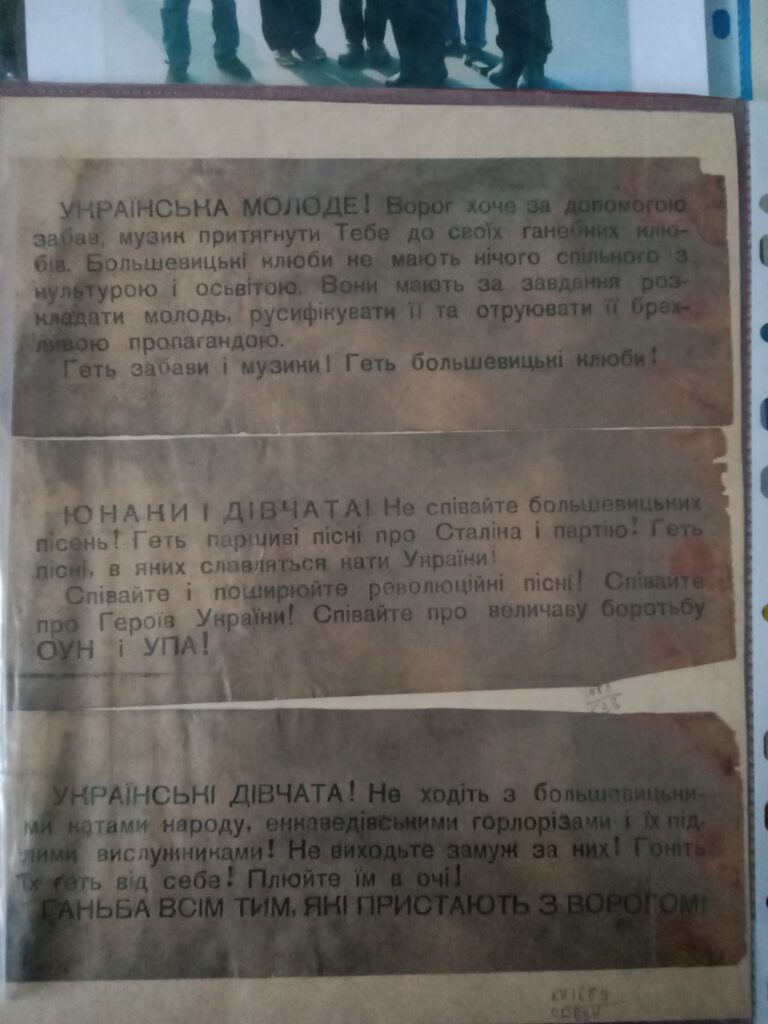 УКРАЇНСЬКА МОЛОДЕ! Ворог хоче за допомогою
забав, музик притягнути Тебе до своїх ганебних клю-
бів. Большевицькі клюби не мають нічого спільного з
культурою і осьвітою. Вони мають за завдання роз-
кладати молодь, русифікувати її та отруювати її брех-
ливою пропагандою.
Геть забави і музики! Геть большевицькі клюби!
ЮНАКИ І ДІВЧАТА! Не співайте большевицьких
пісень! Геть паршиві пісні про Сталіна і партію! Геть
пісні, в яких славляться кати України!
Співайте і поширюйте революційні пісні! Співайте
про Героїв України! Співайте про величаву боротьбу
ОУН і УПА!
УКРАЇНСЬКІ ДІВЧАТА! Не ходіть з большевицьки-
ми катами народу, енкаведівськими горлорізами і їх під-
лими вислужниками! Не виходьте замуж за них! Гоніть
їх геть від себе! Плюйте їм в очі!
ГАНЬБА ВСІМ ТИМ, ЯКІ ПРИСТАЮТЬ З ВОРОГОМ!